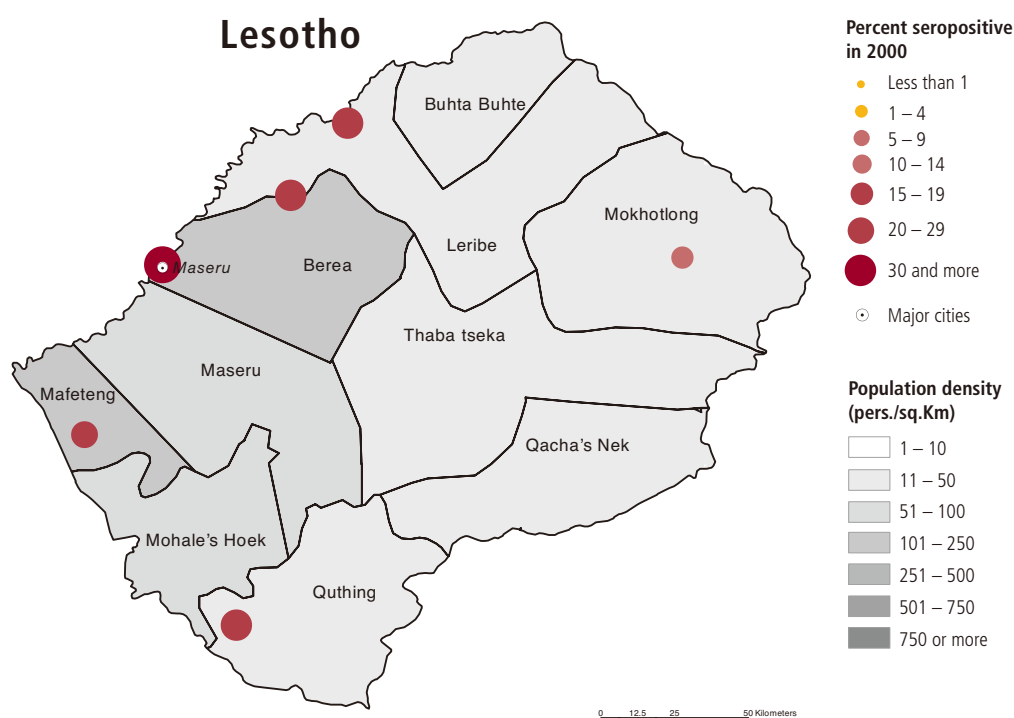 Lesotho
Buhta Buhte
Mokhotlong
Leribe
Berea
Maseru
Thaba tseka
Maseru
Mafeteng
Qacha's Nek
Mohale's Hoek
Quthing
0 12.5 25 50 Kilometers
Percent seropositive
in 2000
Less than 1
1 – 4
5 – 9
10 – 14
15 – 19
20 – 29
30 and more
Major cities
Population density
(pers./sq.Km)
1 – 10
11 – 50
51 – 100
101 – 250
251 – 500
501 – 750
750 or more